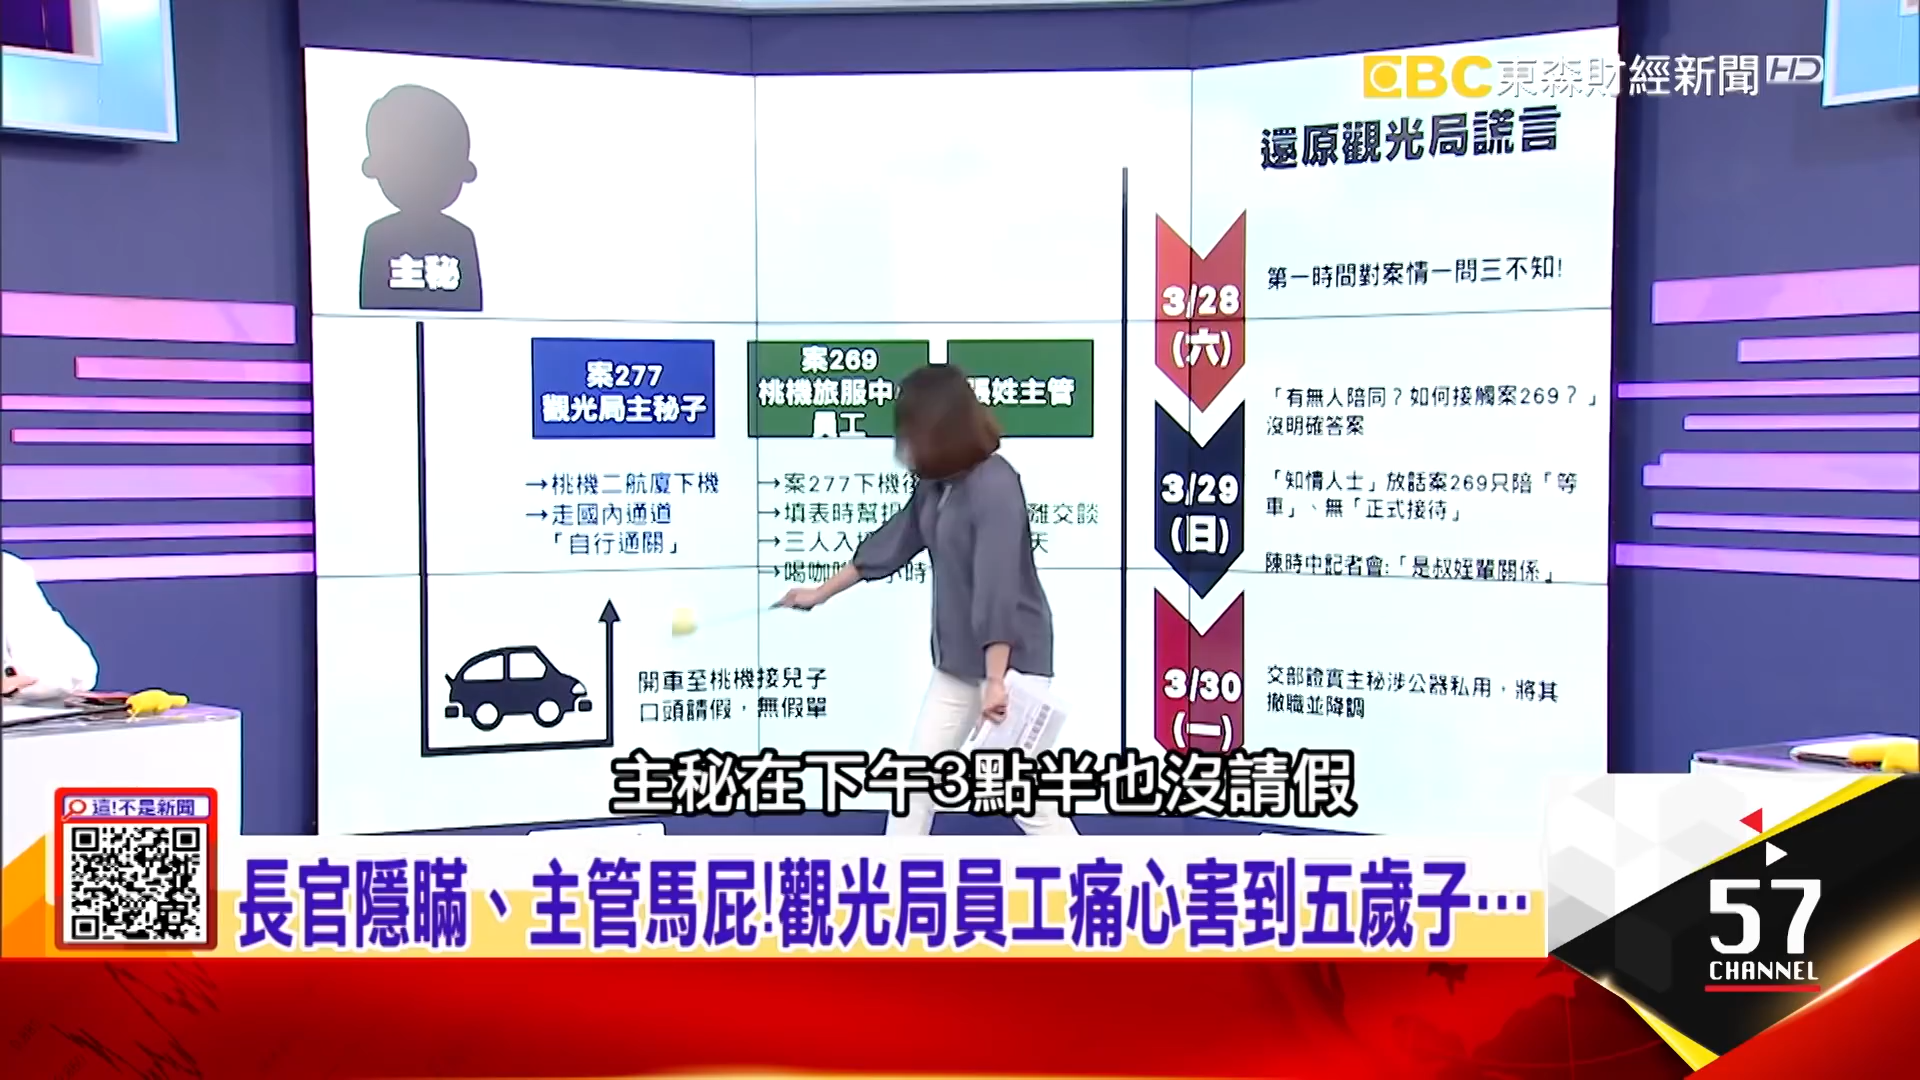 EBC東森財經新聞HD
還原觀光局謊言
主秘
第一時間對案情一問三不知!
3/28
(六)
案277
觀光局主秘子
案269
桃機旅服中
員工
姓主管
「有無人陪同?如何接觸案269?」
沒明確答案
→桃機二航廈下機
→走國內通道
「自行通關」
→案277下機後
→填表時幫
離交談
→三人入
天
→喝咖
小時
3/29
(日)
「知情人士」放話案269只陪「等
車」、無「正式接待」
陳時中記者會:「是叔姪輩關係」
開車至桃機接兒子
口頭請假,無假單
3/30
(一)
交部證實主秘涉公器私用,將其
撤職並降調
主秘在下午3點半也沒請假
這!不是新聞
長官隱瞞、主管馬屁!觀光局員工痛心害到五歲子…
57
CHANNEL